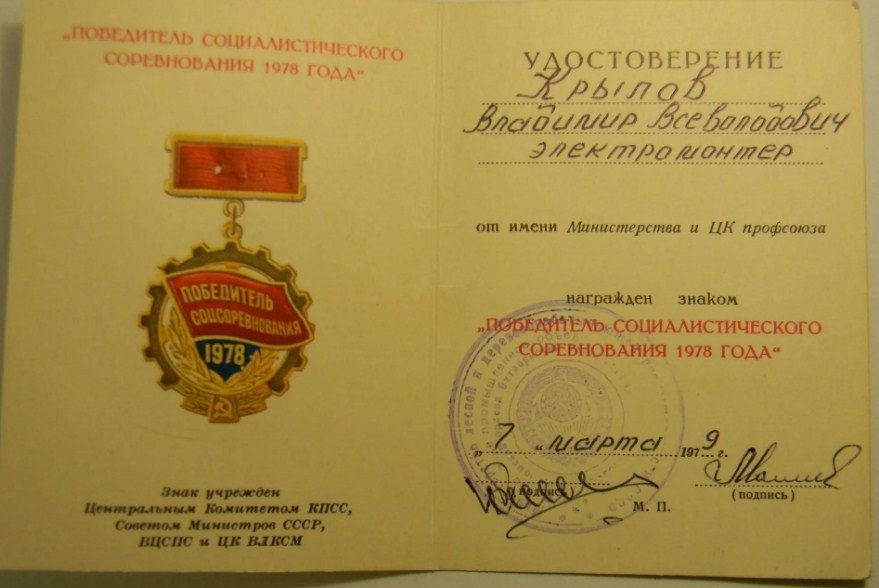 „ПОБЕДИТЕЛЬ СОЦИАЛИСТИЧЕСКОГО
СОРЕВНОВАНИЯ 1978 ГОДА“
ПОБЕДИТЕЛЬ
СОЦСОРЕВНОВАНИЯ
1978
Знак учрежден
Центральным Комитетом КПСС,
Советом Министров СССР,
ВЦСПС и ЦК ВЛКСМ
УДОСТОВЕРЕНИЕ
Крылов
Владимир Всеволодович
электромонтер
от имени Министерства и ЦК профсоюза
награжден знаком
„ПОБЕДИТЕЛЬ СОЦИАЛИСТИЧЕСКОГО
СОРЕВНОВАНИЯ 1978 ГОДА“
„7“ марта 1979 г.
(подпись)
(подпись)
М. П.